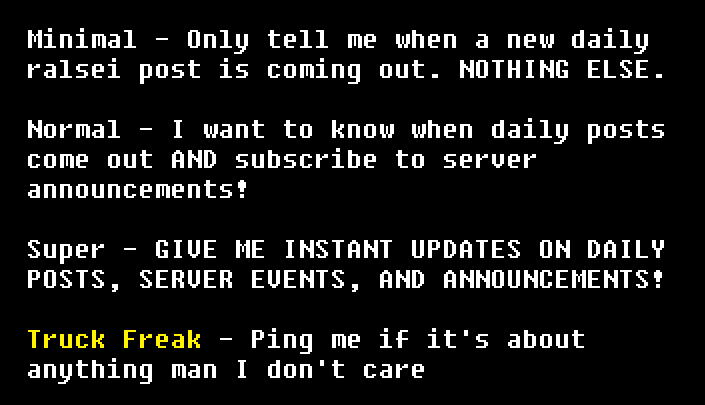 Minimal - Only tell me when a new daily
ralsei post is coming out. NOTHING ELSE.
Normal - I want to know when daily posts
come out AND subscribe to server
announcements!
Super - GIVE ME INSTANT UPDATES ON DAILY
POSTS, SERVER EVENTS, AND ANNOUNCEMENTS!
Truck Freak - Ping me if it's about
anything man I don't care